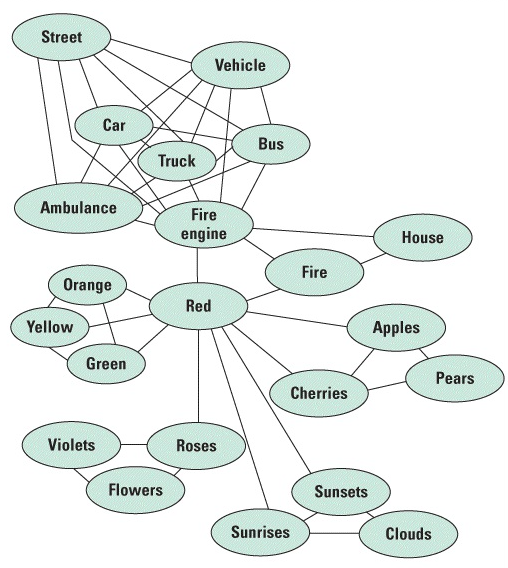 Street
Vehicle
Car
Truck
Bus
Ambulance
Fire
engine
House
Fire
Orange
Red
Yellow
Green
Apples
Pears
Cherries
Violets
Roses
Flowers
Sunsets
Sunrises
Clouds